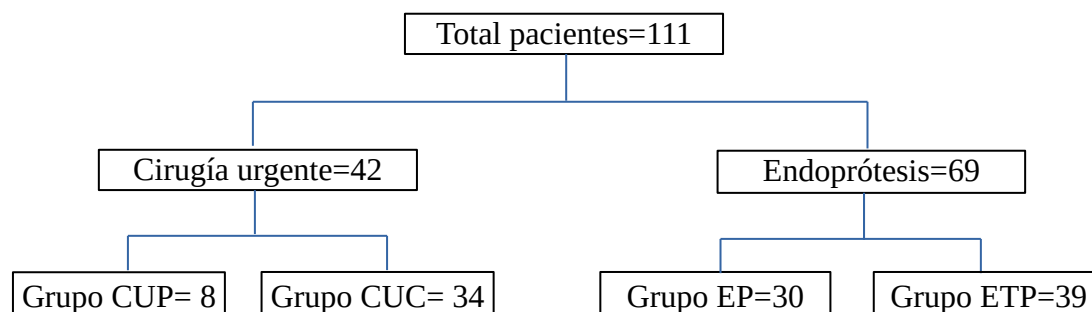 Total pacientes=111
Cirugía urgente=42
Endoprótesis=69
Grupo CUP= 8
Grupo CUC= 34
Grupo EP=30
Grupo ETP=39